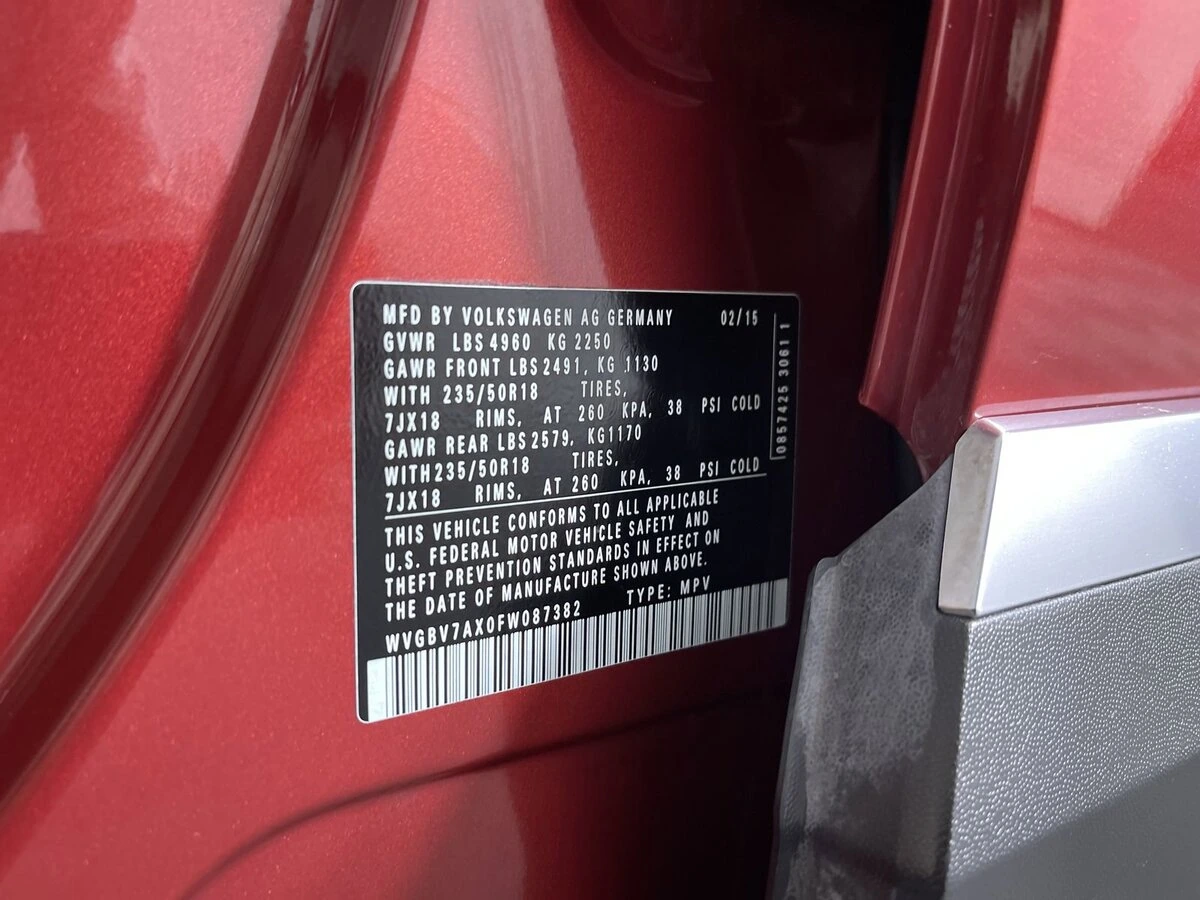 MFD BY VOLKSWAGEN AG GERMANY 02/15
GVWR LBS 4960 KG 2250
GAWR FRONT LBS 2491, KG 1130
WITH 235/50R18 TIRES,
7JX18 RIMS, AT 260 KPA, 38 PSI COLD
GAWR REAR LBS 2579, KG1170
WITH235/50R18 TIRES,
7JX18 RIMS, AT 260 KPA, 38 PSI COLD
THIS VEHICLE CONFORMS TO ALL APPLICABLE
U.S. FEDERAL MOTOR VEHICLE SAFETY AND
THEFT PREVENTION STANDARDS IN EFFECT ON
THE DATE OF MANUFACTURE SHOWN ABOVE.
WVGBV7AX0FW087382 TYPE: MPV
0857425 3061 1